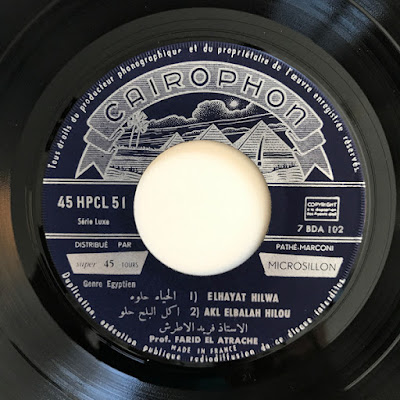 Tous droits du producteur phonographique et du propriétaire de l'œuvre enregistrée réservés.
CAIROPHON
45 HPCL 51
Série Luxe
COPYRIGHT
7 BDA 102
DISTRIBUÉ PAR
PATHÉ-MARCONI
super 45 TOURS
MICROSILLON
Genre Egyptien
الحياه حلوه 1) ELHAYAT HILWA
اكل البلح حلو 2) AKL ELBALAH HILOU
الاستاذ فريد الاطرش
Prof. FARID EL ATRACHE
MADE IN FRANCE
Duplication exécution publique radiodiffusion de ce disque interdites